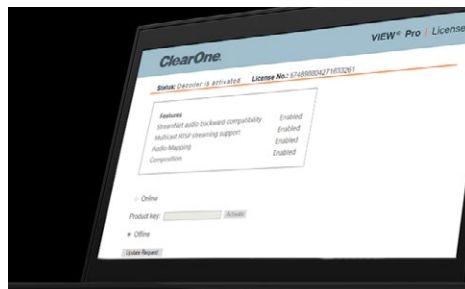 VIEW® Pro | License
ClearOne.
Status: Decoder is activated License No.: 6748988042716
Features
StreamNet audio backward compatibility Enabled
Multicast RTSP streaming support Enabled
Audio Mapping Enabled
Composition Enabled
Online
Product key: Activate
Offline
Update Request